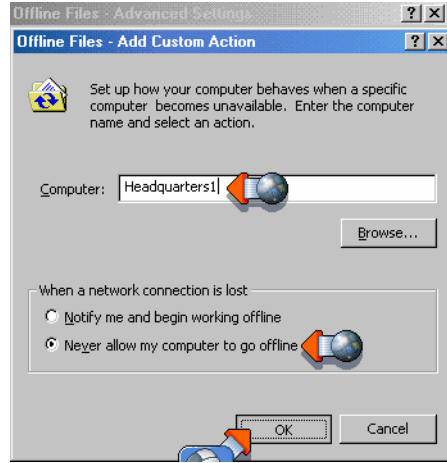 Offline Files - Advanced Settings
Offline Files - Add Custom Action
Set up how your computer behaves when a specific
computer becomes unavailable. Enter the computer
name and select an action.
Computer: Headquarters1
Browse...
When a network connection is lost
Notify me and begin working offline
Never allow my computer to go offline
OK Cancel